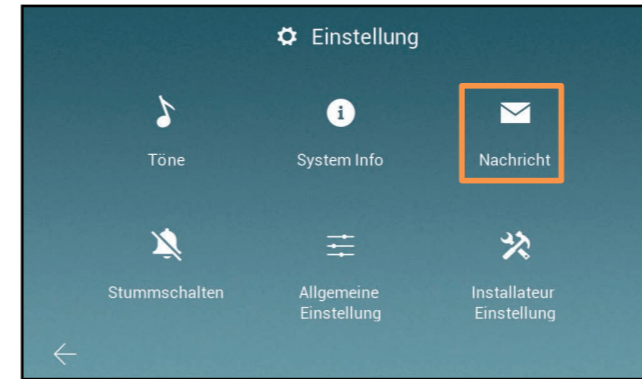 Einstellung
Töne
System Info
Nachricht
Stummschalten
Allgemeine
Einstellung
Installateur
Einstellung